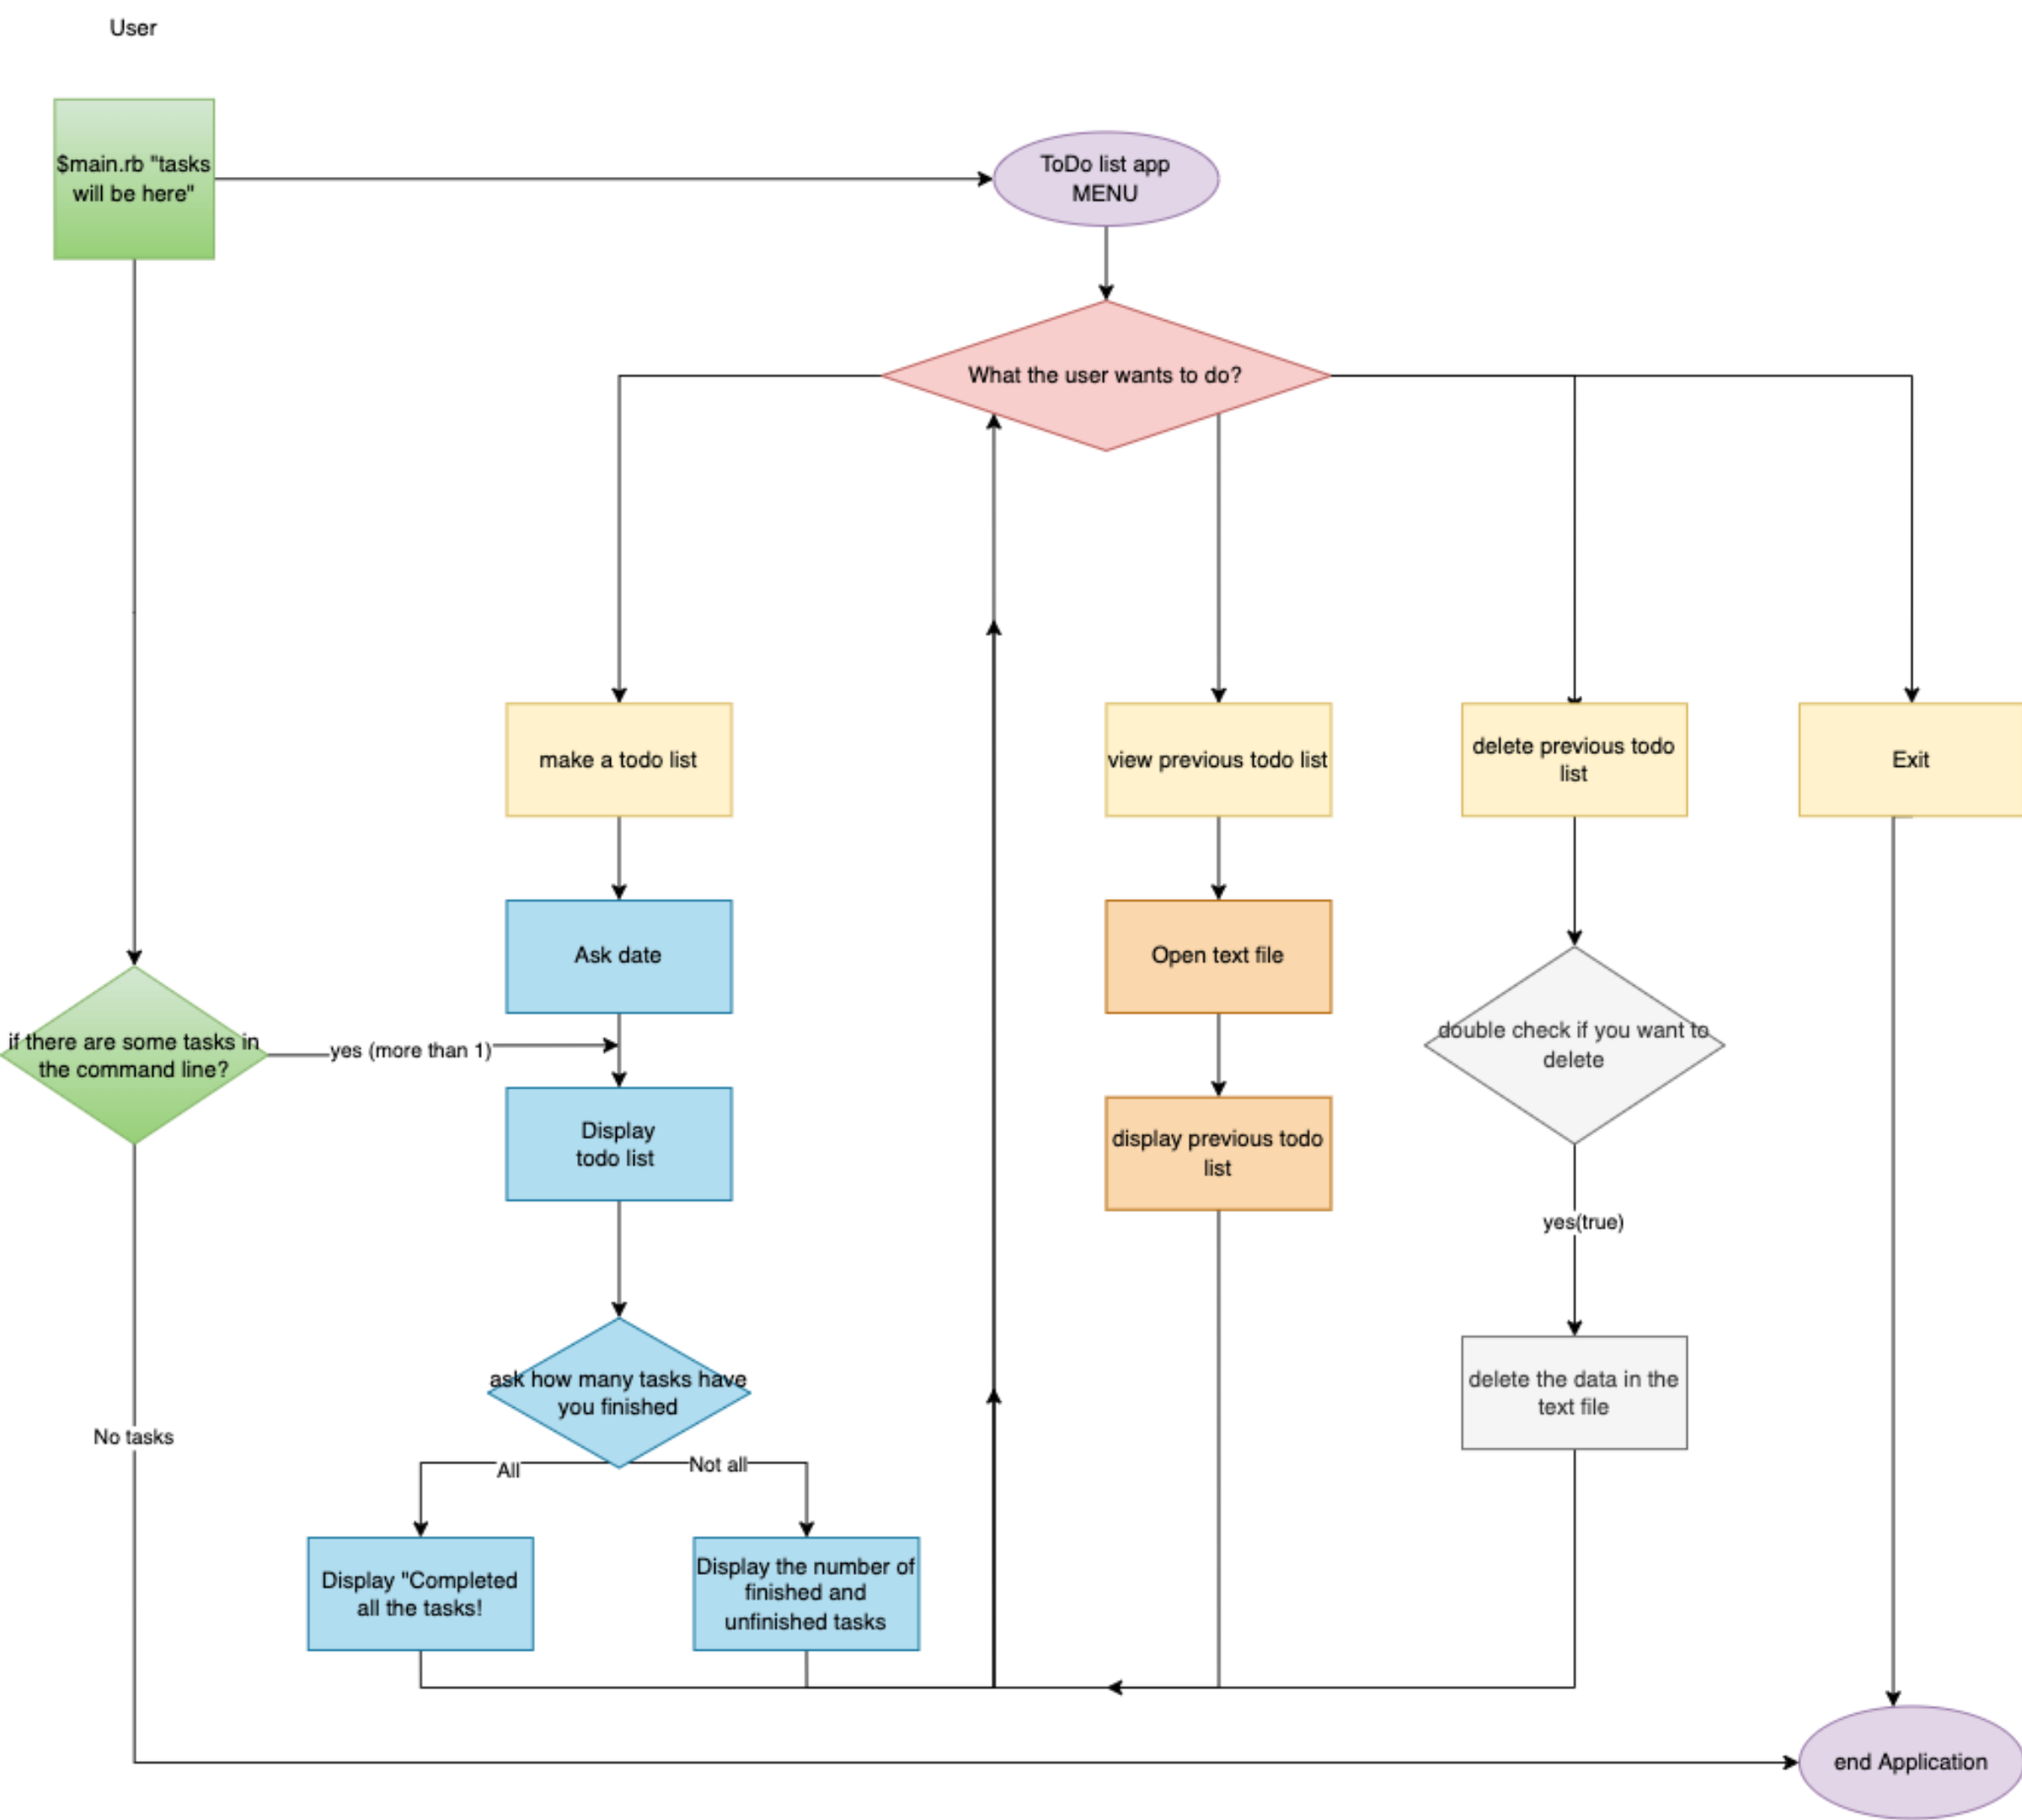 User
$main.rb "tasks
will be here"
ToDo list app
MENU
What the user wants to do?
make a todo list
view previous todo list
delete previous todo
list
Exit
Ask date
Open text file
double check if you want to
delete
if there are some tasks in
the command line?
yes (more than 1)
Display
todo list
display previous todo
list
yes(true)
ask how many tasks have
you finished
delete the data in the
text file
No tasks
All
Not all
Display "Completed
all the tasks!
Display the number of
finished and
unfinished tasks
end Application